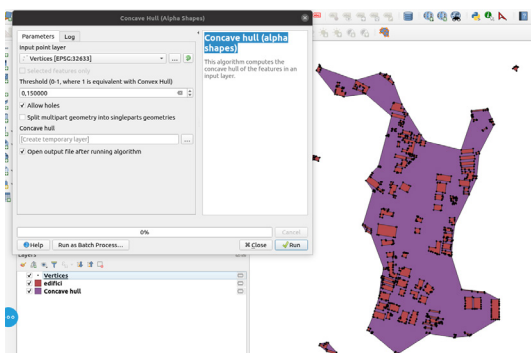 Concave Hull (Alpha Shapes)
Parameters Log
Input point layer
Vertices [EPSG:32633]
Selected features only
Threshold (0-1, where 1 is equivalent with Convex Hull)
0,150000
Allow holes
Split multipart geometry into singleparts geometries
Concave hull
[Create temporary layer]
Open output file after running algorithm
Concave hull (alpha
shapes)
This algorithm computes the
concave hull of the features in an
input layer.
0%
Cancel
Help Run as Batch Process... Close Run
Layers
Vertices
edifici
Concave hull